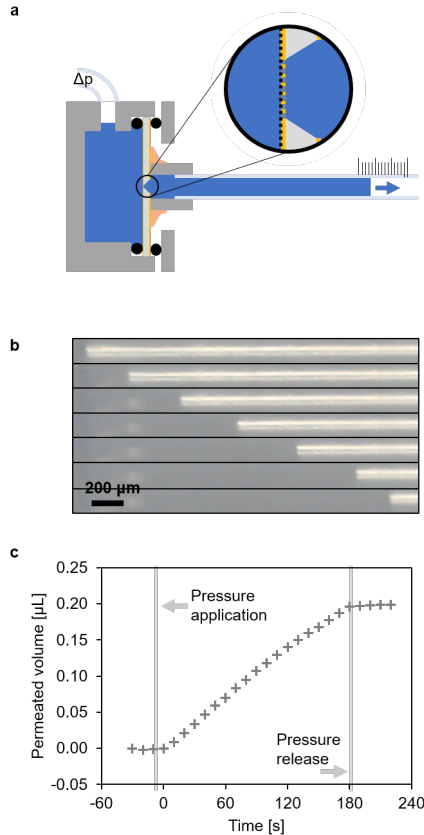 a
Δp
b
200 µm
c
0.25
0.20
0.15
0.10
0.05
0.00
-0.05
Permeated volume [µL]
Pressure
application
Pressure
release
-60
0
60
120
180
240
Time [s]